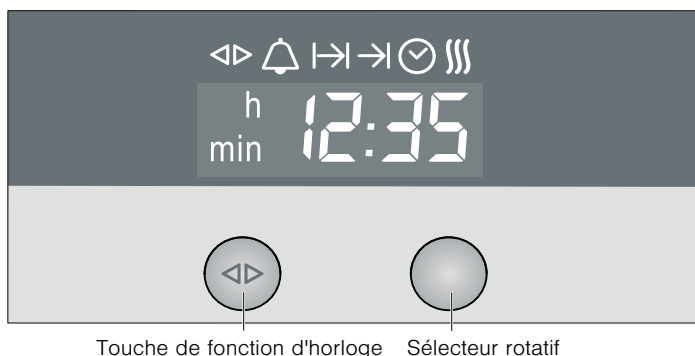 h
12:35
min
Touche de fonction d'horloge
Sélecteur rotatif